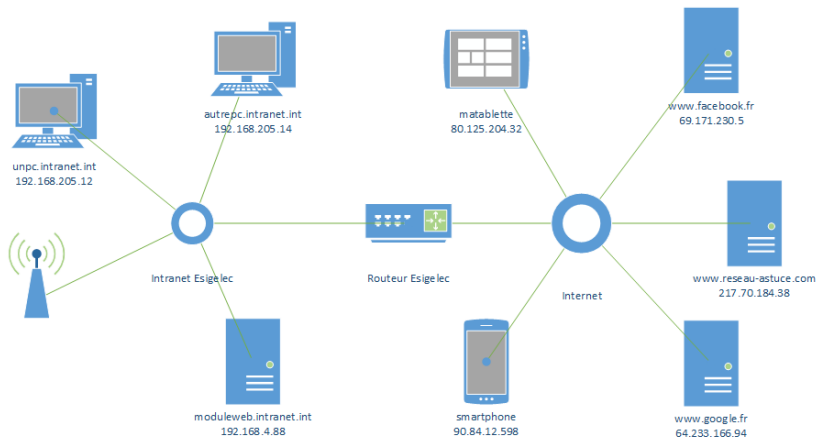 autrepc.intranet.int
192.168.205.14
matablette
80.125.204.32
www.facebook.fr
69.171.230.5
unpc.intranet.int
192.168.205.12
Intranet Esigelec
Routeur Esigelec
Internet
www.reseau-astuce.com
217.70.184.38
moduleweb.intranet.int
192.168.4.88
smartphone
90.84.12.598
www.google.fr
64.233.166.94